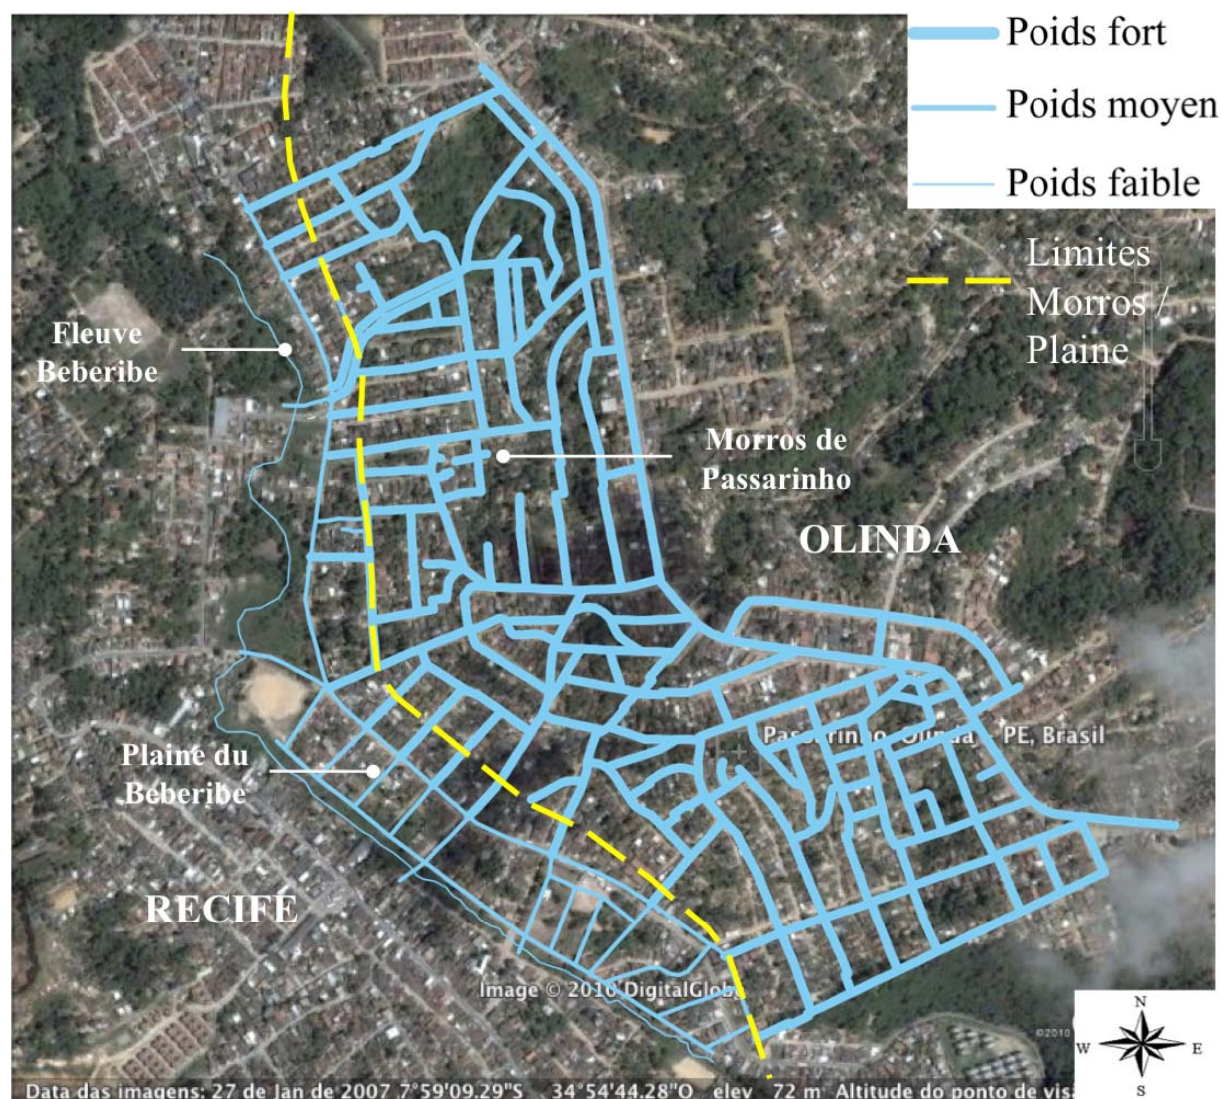 Poids fort
Poids moyen
Poids faible
Limites
Morros /
Plaine
Fleuve
Beberibe
Morros de
Passarinho
OLINDA
Passarinho, Olinda - PE, Brasil
Plaine du
Beberibe
RECIFE
Image © 2010 DigitalGlobe
©2010
N
W
E
S
Data das imagens: 27 de Jan de 2007 7°59'09.29"S 34°54'44.28"O elev 72 m Altitude do ponto de vis